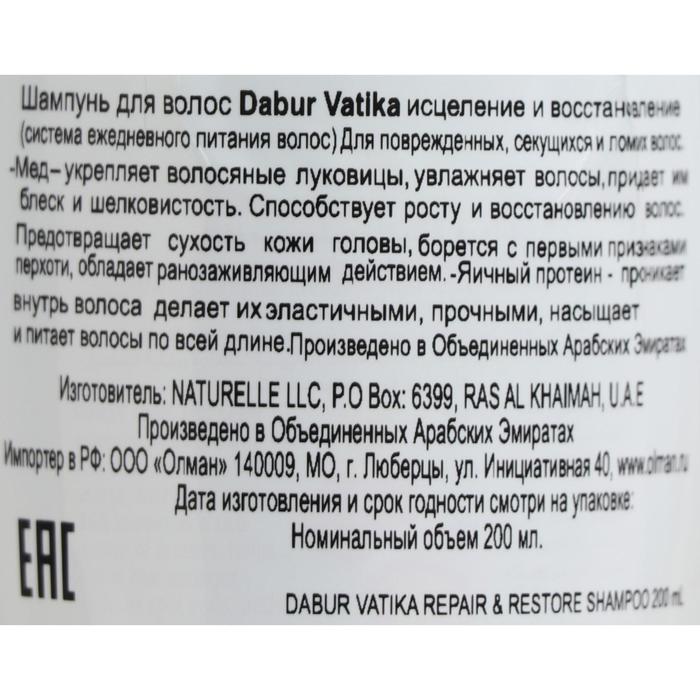 Шампунь для волос Dabur Vatika исцеление и восстановление
(система ежедневного питания волос) Для поврежденных, секущихся и ломих волос.
-Мед–укрепляет волосяные луковицы, увлажняет волосы, придает им
блеск и шелковистость. Способствует росту и восстановлению волос.
Предотвращает сухость кожи головы, борется с первыми признаками
перхоти, обладает ранозаживляющим действием. -Яичный протеин - проникает
внутрь волоса делает их эластичными, прочными, насыщает
и питает волосы по всей длине.Произведено в Объединенных Арабских Эмиратах
Изготовитель: NATURELLE LLC, P.O Box: 6399, RAS AL KHAIMAH, U.A.E
Произведено в Объединенных Арабских Эмиратах
Импортер в РФ: ООО «Олман» 140009, МО, г. Люберцы, ул. Инициативная 40, www.olman.ru
Дата изготовления и срок годности смотри на упаковке:
Номинальный объем 200 мл.
EAC
DABUR VATIKA REPAIR & RESTORE SHAMPOO 200 mL